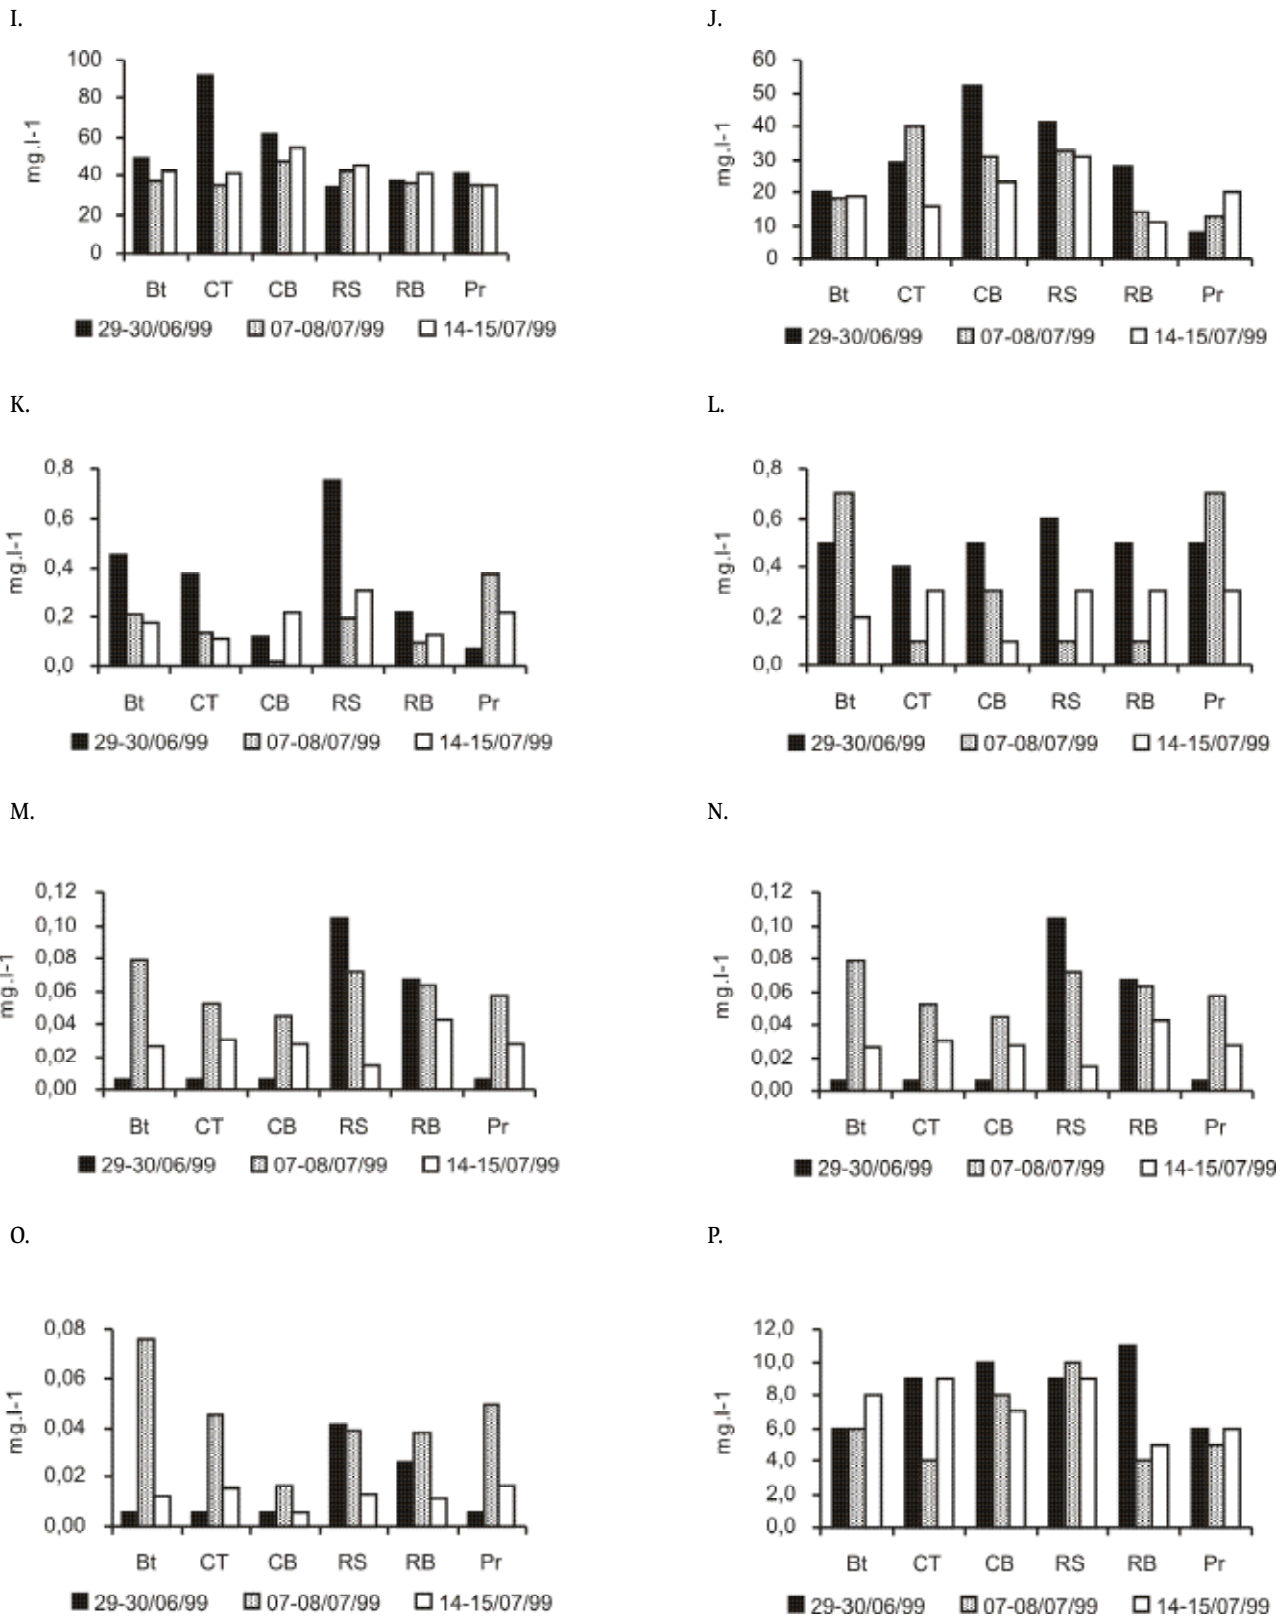 I.
100
80
60
40
20
0
mg.l-1
Bt CT CB RS RB Pr
29-30/06/99 07-08/07/99 14-15/07/99
J.
60
50
40
30
20
10
0
mg.l-1
Bt CT CB RS RB Pr
29-30/06/99 07-08/07/99 14-15/07/99
K.
0,8
0,6
0,4
0,2
0,0
mg.l-1
Bt CT CB RS RB Pr
29-30/06/99 07-08/07/99 14-15/07/99
L.
0,8
0,6
0,4
0,2
0,0
mg.l-1
Bt CT CB RS RB Pr
29-30/06/99 07-08/07/99 14-15/07/99
M.
0,12
0,10
0,08
0,06
0,04
0,02
0,00
mg.l-1
Bt CT CB RS RB Pr
29-30/06/99 07-08/07/99 14-15/07/99
N.
0,12
0,10
0,08
0,06
0,04
0,02
0,00
mg.l-1
Bt CT CB RS RB Pr
29-30/06/99 07-08/07/99 14-15/07/99
O.
0,08
0,06
0,04
0,02
0,00
mg.l-1
Bt CT CB RS RB Pr
29-30/06/99 07-08/07/99 14-15/07/99
P.
12,0
10,0
8,0
6,0
4,0
2,0
0,0
mg.l-1
Bt CT CB RS RB Pr
29-30/06/99 07-08/07/99 14-15/07/99